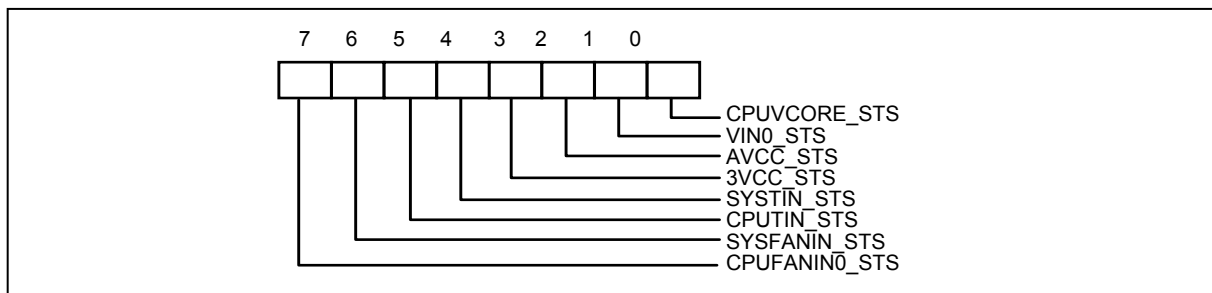 7 6 5 4 3 2 1 0
CPUVCORE_STS
VIN0_STS
AVCC_STS
3VCC_STS
SYSTIN_STS
CPUTIN_STS
SYSFANIN_STS
CPUFANIN0_STS